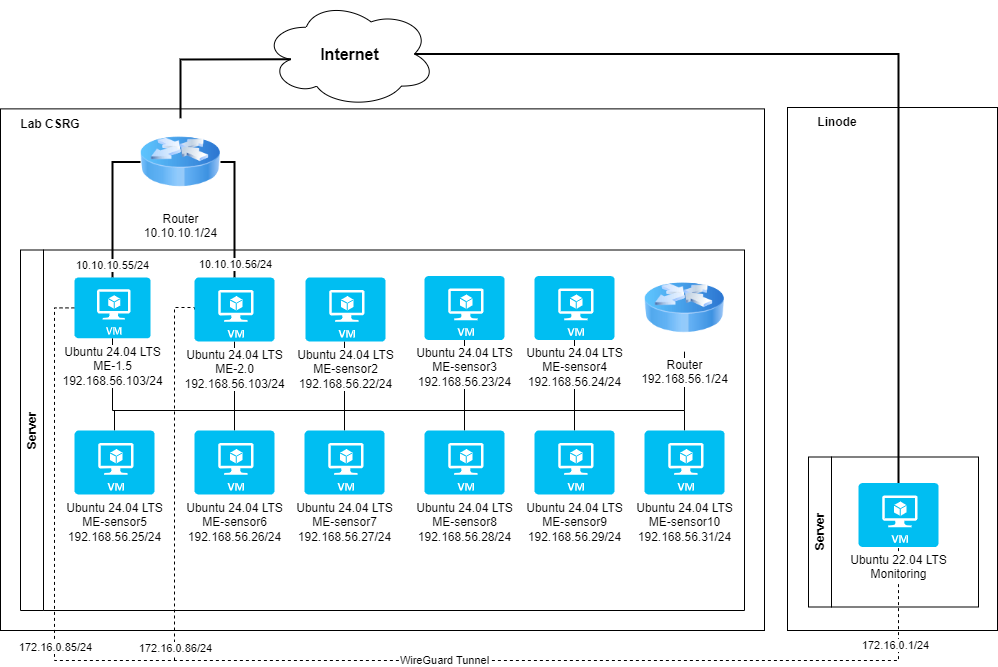 Internet
Lab CSRG
Linode
Router
10.10.10.1/24
Server
10.10.10.55/24
10.10.10.56/24
VM
Ubuntu 24.04 LTS
ME-1.5
192.168.56.103/24
VM
Ubuntu 24.04 LTS
ME-2.0
192.168.56.103/24
VM
Ubuntu 24.04 LTS
ME-sensor2
192.168.56.22/24
VM
Ubuntu 24.04 LTS
ME-sensor3
192.168.56.23/24
VM
Ubuntu 24.04 LTS
ME-sensor4
192.168.56.24/24
Router
192.168.56.1/24
VM
Ubuntu 24.04 LTS
ME-sensor5
192.168.56.25/24
VM
Ubuntu 24.04 LTS
ME-sensor6
192.168.56.26/24
VM
Ubuntu 24.04 LTS
ME-sensor7
192.168.56.27/24
VM
Ubuntu 24.04 LTS
ME-sensor8
192.168.56.28/24
VM
Ubuntu 24.04 LTS
ME-sensor9
192.168.56.29/24
VM
Ubuntu 24.04 LTS
ME-sensor10
192.168.56.31/24
Server
VM
Ubuntu 22.04 LTS
Monitoring
172.16.0.85/24
172.16.0.86/24
172.16.0.1/24
WireGuard Tunnel